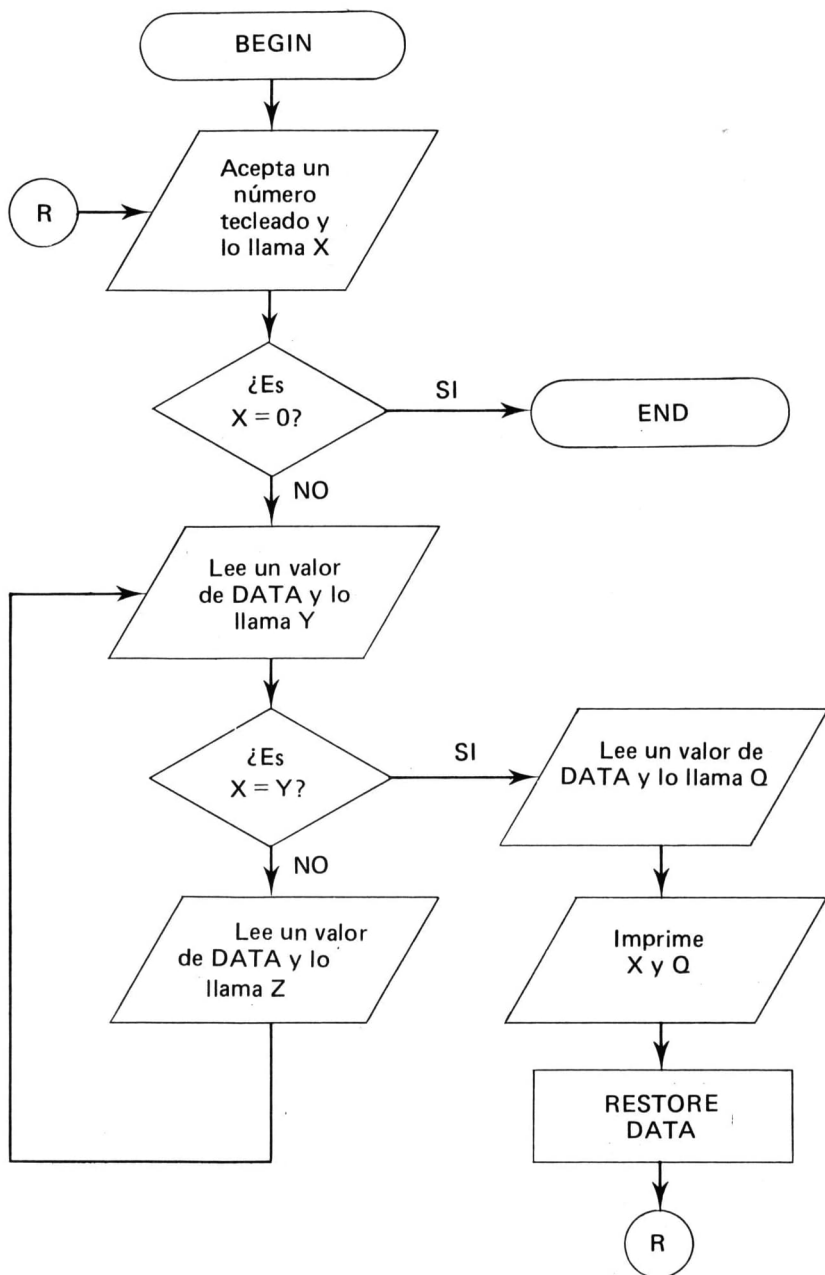 BEGIN
Acepta un
número
tecleado y
lo llama X
R
¿Es
X = 0?
SI
END
NO
Lee un valor
de DATA y lo
llama Y
¿Es
X = Y?
SI
Lee un valor de
DATA y lo llama Q
NO
Lee un valor
de DATA y lo
llama Z
Imprime
X y Q
RESTORE
DATA
R